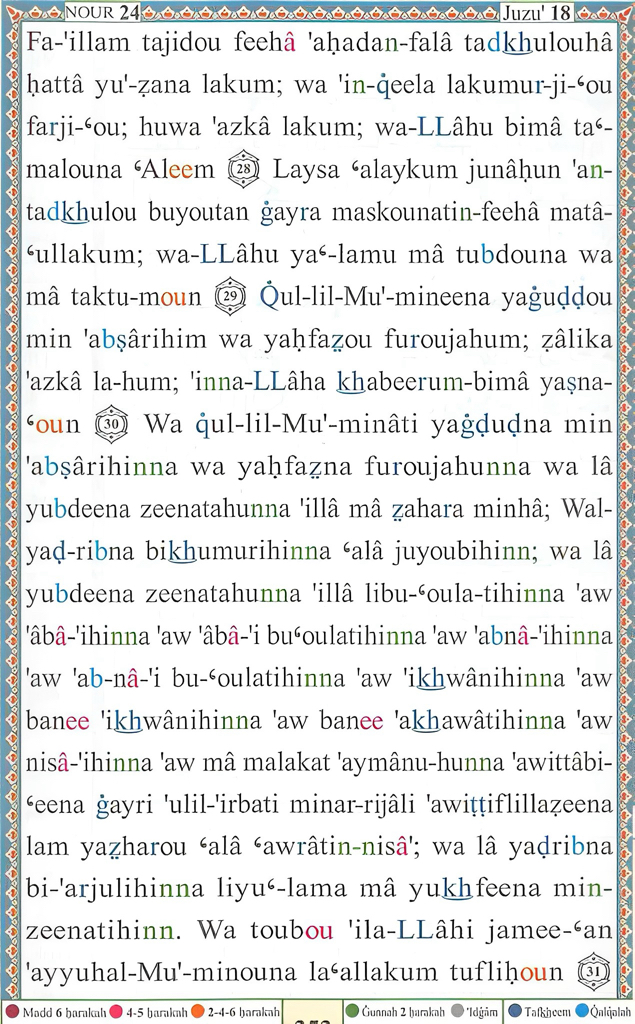 NOUR 24 Juzu' 18
Fa-'illam tajidou feehâ 'aḥadan-falâ tadkhulouhâ
ḥattâ yu'-ẓana lakum; wa 'in-q̇eela lakumur-ji-ʿou
farji-ʿou; huwa 'azkâ lakum; wa-LLâhu bimâ taʿ-
malouna ʿAleem 28 Laysa ʿalaykum junâḥun 'an-
tadkhulou buyoutan ġayra maskounatin-feehâ matâ-
ʿullakum; wa-LLâhu yaʿ-lamu mâ tubdouna wa
mâ taktu-moun 29 Q̇ul-lil-Mu'-mineena yaġuḍḍou
min 'abṣârihim wa yaḥfaẓou furoujahum; ẓâlika
'azkâ la-hum; 'inna-LLâha khabeerum-bimâ yaṣna-
ʿoun 30 Wa q̇ul-lil-Mu'-minâti yaġḍuḍna min
'abṣârihinna wa yaḥfaẓna furoujahunna wa lâ
yubdeena zeenatahunna 'illâ mâ ẓahara minhâ; Wal-
yaḍ-ribna bikhumurihinna ʿalâ juyoubihinn; wa lâ
yubdeena zeenatahunna 'illâ libu-ʿoula-tihinna 'aw
'âbâ-'ihinna 'aw 'âbâ-'i buʿoulatihinna 'aw 'abnâ-'ihinna
'aw 'ab-nâ-'i bu-ʿoulatihinna 'aw 'ikhwânihinna 'aw
banee 'ikhwânihinna 'aw banee 'akhawâtihinna 'aw
nisâ-'ihinna 'aw mâ malakat 'aymânu-hunna 'awittâbi-
ʿeena ġayri 'ulil-'irbati minar-rijâli 'awiṭṭiflillaẓeena
lam yaẓharou ʿalâ ʿawrâtin-nisâ'; wa lâ yaḍribna
bi-'arjulihinna liyuʿ-lama mâ yukhfeena min-
zeenatihinn. Wa toubou 'ila-LLâhi jamee-ʿan
'ayyuhal-Mu'-minouna laʿallakum tufliḥoun 31
Madd 6 ḥarakah 4-5 ḥarakah 2-4-6 ḥarakah Ġunnah 2 ḥarakah 'Idġâm Tafkheem Q̇alq̇alah